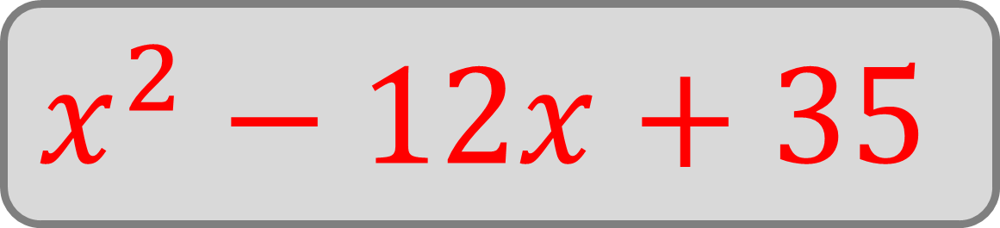 x² − 12x + 35